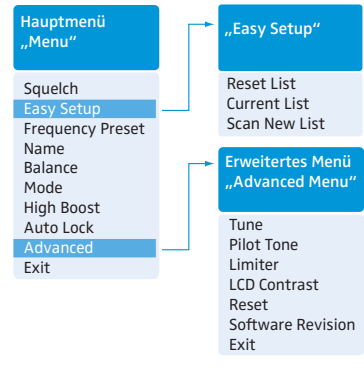 Hauptmenü
„Menu“
Squelch
Easy Setup
Frequency Preset
Name
Balance
Mode
High Boost
Auto Lock
Advanced
Exit
„Easy Setup“
Reset List
Current List
Scan New List
Erweitertes Menü
„Advanced Menu“
Tune
Pilot Tone
Limiter
LCD Contrast
Reset
Software Revision
Exit